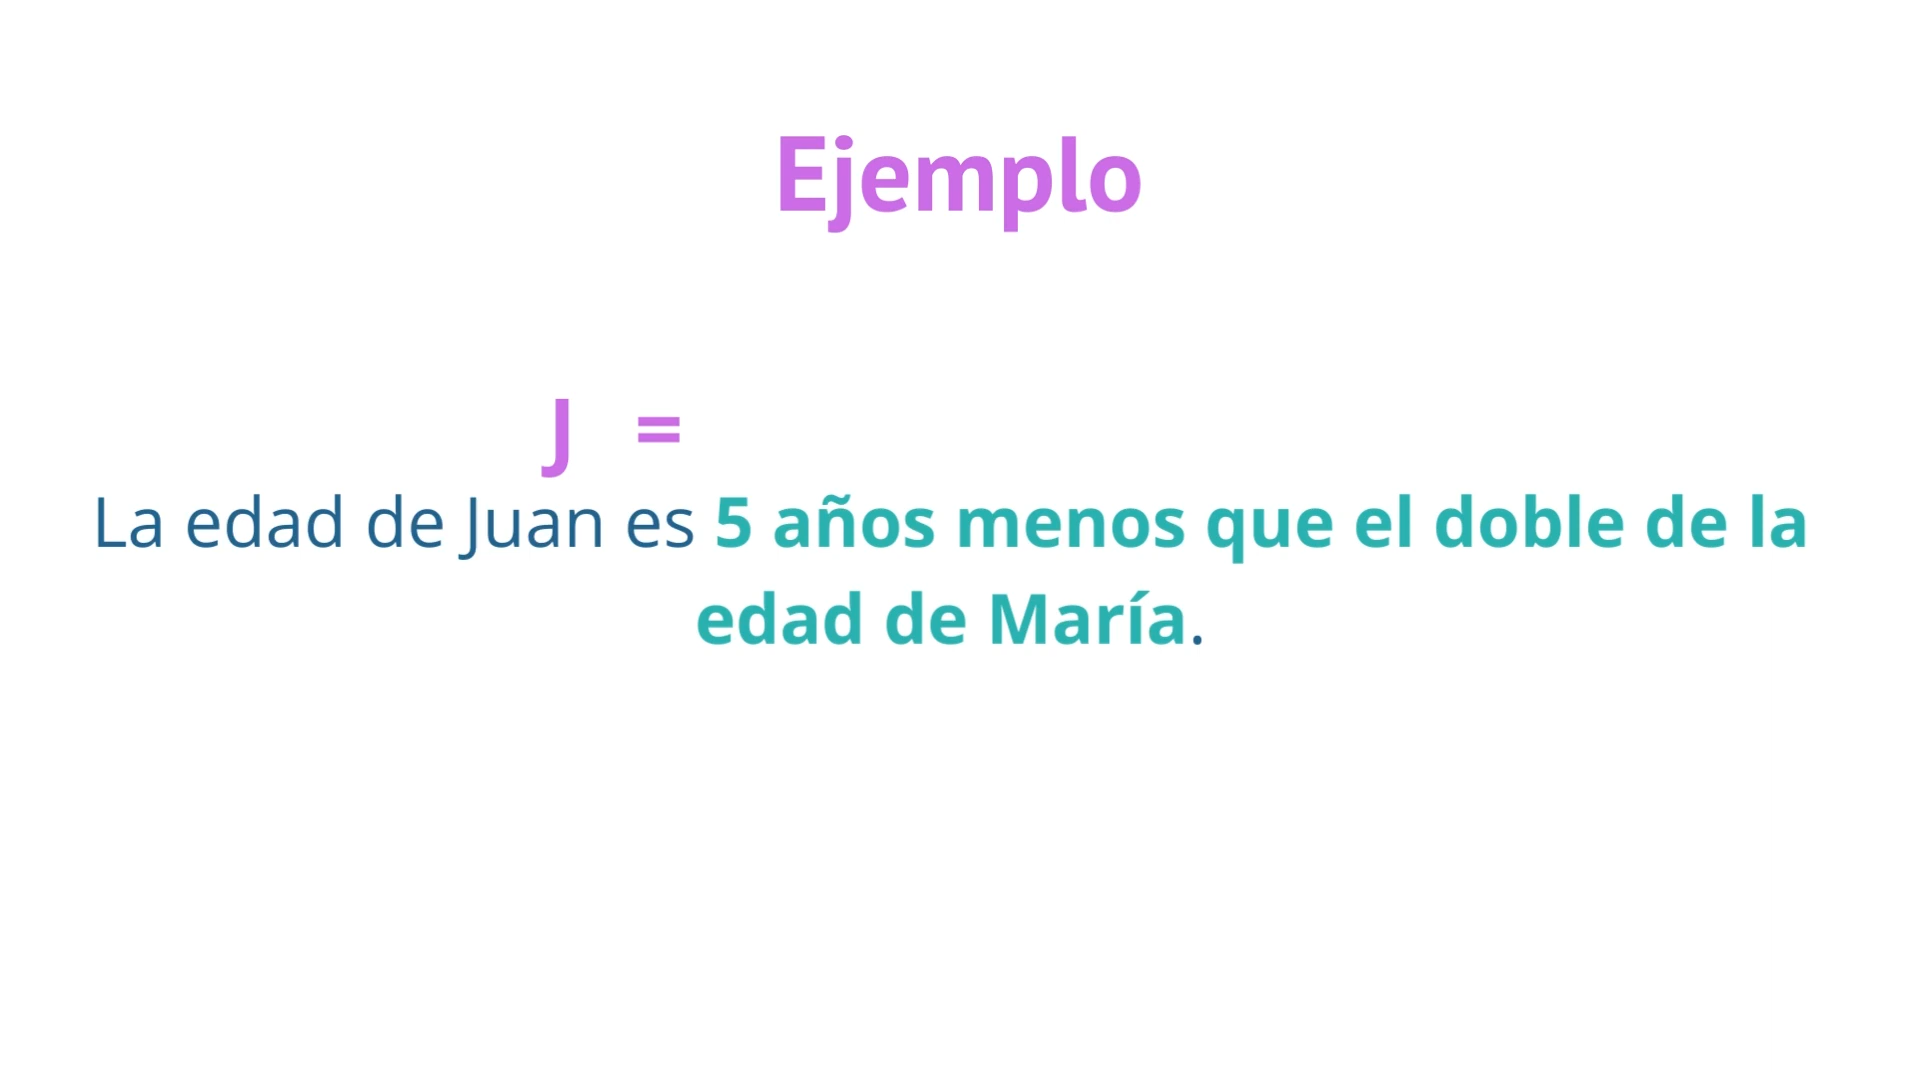 Ejemplo
J =
La edad de Juan es 5 años menos que el doble de la
edad de María.